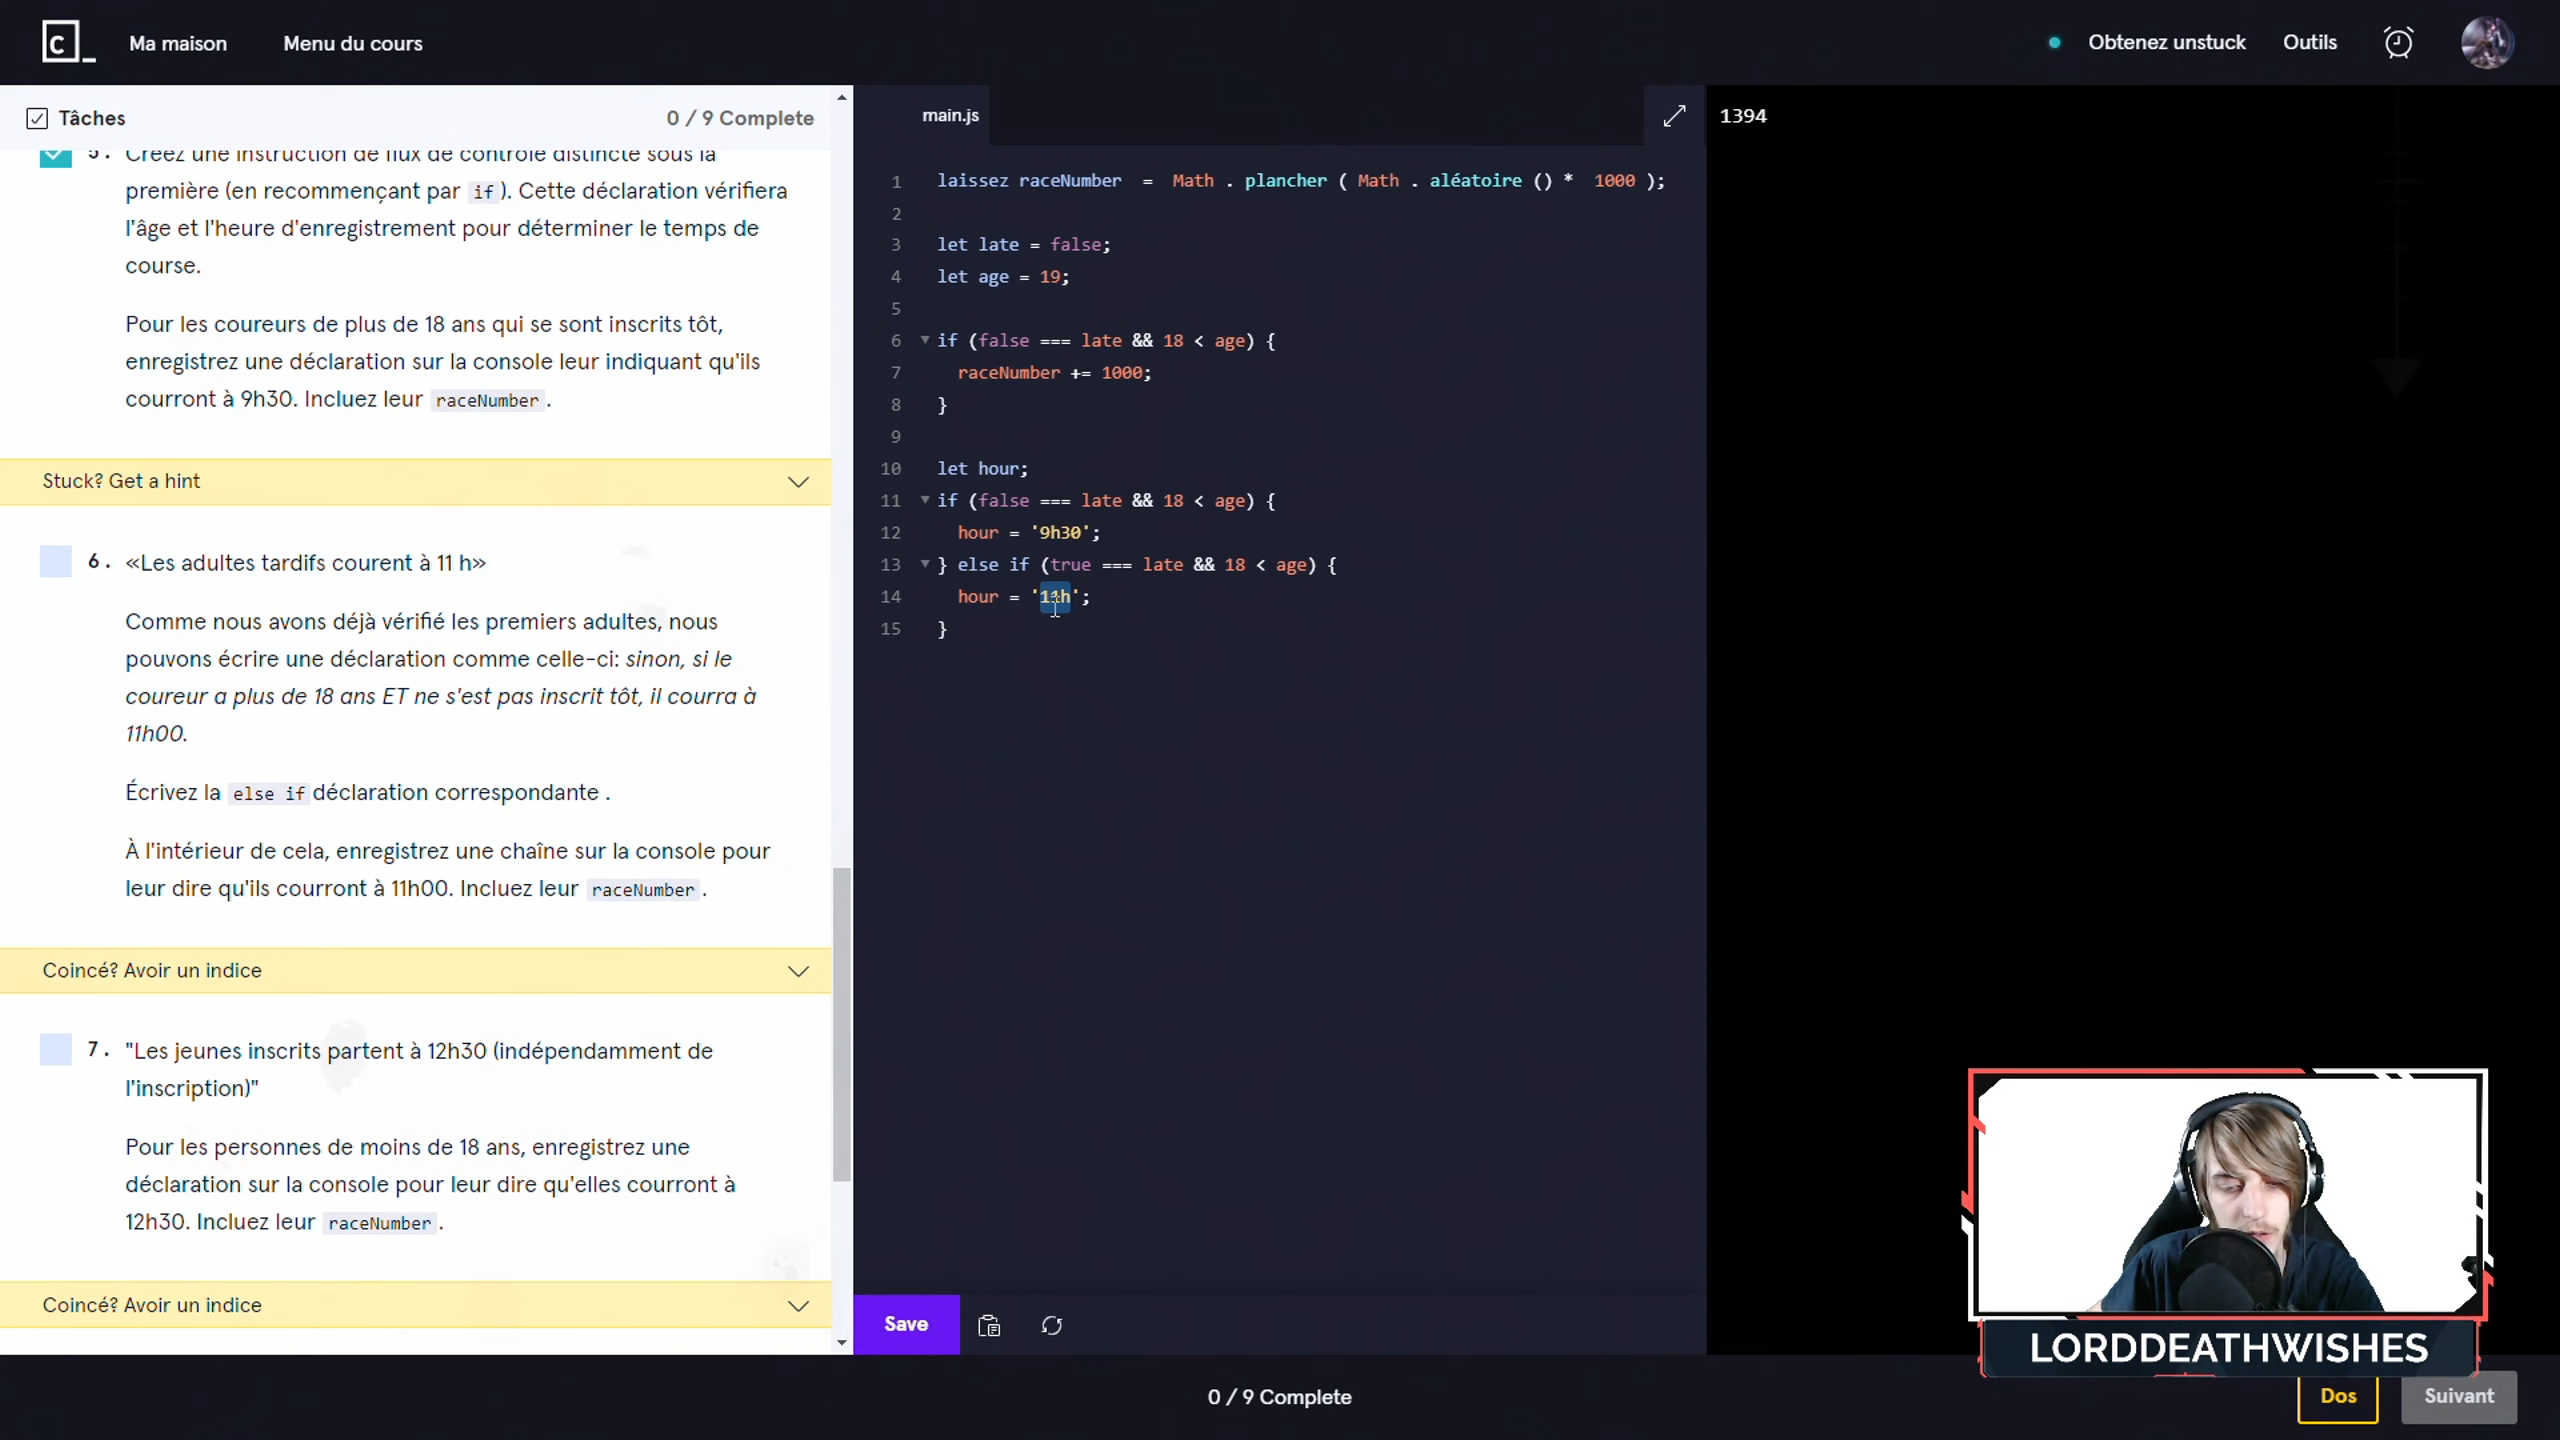 C_
Ma maison
Menu du cours
Obtenez unstuck
Outils
Tâches
0 / 9 Complete
5. Créez une instruction de flux de contrôle distincte sous la
première (en recommençant par if). Cette déclaration vérifiera
l'âge et l'heure d'enregistrement pour déterminer le temps de
course.
Pour les coureurs de plus de 18 ans qui se sont inscrits tôt,
enregistrez une déclaration sur la console leur indiquant qu'ils
courront à 9h30. Incluez leur raceNumber .
Stuck? Get a hint
6. «Les adultes tardifs courent à 11 h»
Comme nous avons déjà vérifié les premiers adultes, nous
pouvons écrire une déclaration comme celle-ci: sinon, si le
coureur a plus de 18 ans ET ne s'est pas inscrit tôt, il courra à
11h00.
Écrivez la else if déclaration correspondante .
À l'intérieur de cela, enregistrez une chaîne sur la console pour
leur dire qu'ils courront à 11h00. Incluez leur raceNumber .
Coincé? Avoir un indice
7. "Les jeunes inscrits partent à 12h30 (indépendamment de
l'inscription)"
Pour les personnes de moins de 18 ans, enregistrez une
déclaration sur la console pour leur dire qu'elles courront à
12h30. Incluez leur raceNumber .
Coincé? Avoir un indice
main.js
1 laissez raceNumber = Math . plancher ( Math . aléatoire () * 1000 );
2
3 let late = false;
4 let age = 19;
5
6 if (false === late && 18 < age) {
7 raceNumber += 1000;
8 }
9
10 let hour;
11 if (false === late && 18 < age) {
12 hour = '9h30';
13 } else if (true === late && 18 < age) {
14 hour = '11h';
15 }
Save
1394
LORDDEATHWISHES
0 / 9 Complete
Dos
Suivant